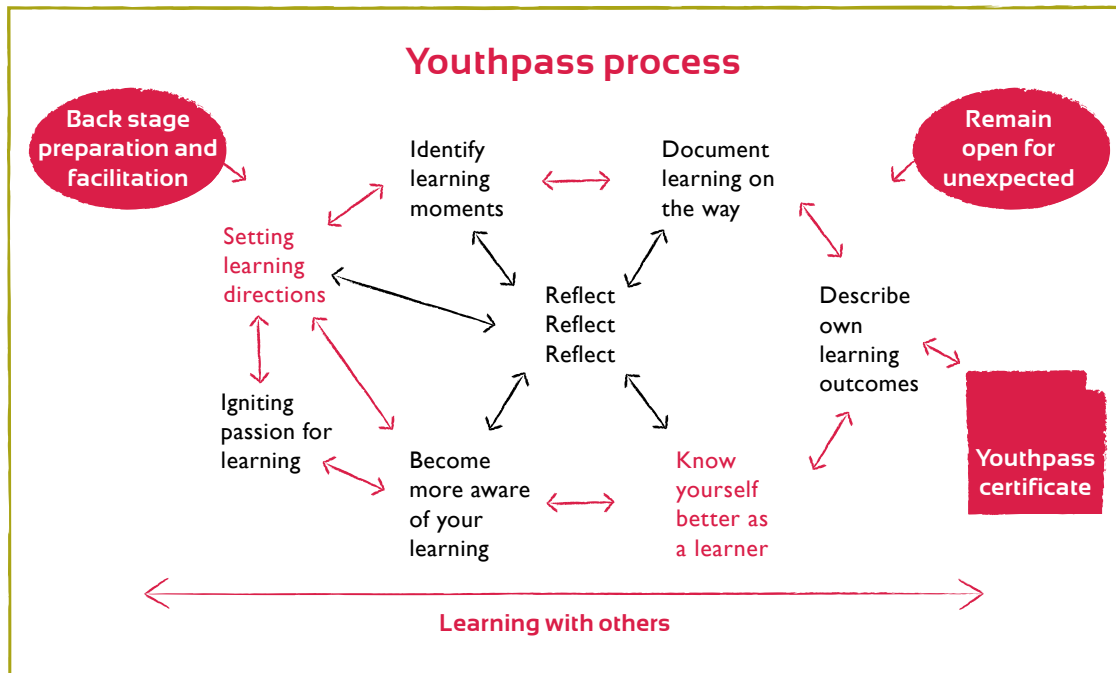 Youthpass process
Back stage
preparation and
facilitation
Remain
open for
unexpected
Identify
learning
moments
Document
learning on
the way
Setting
learning
directions
Reflect
Reflect
Reflect
Describe
own
learning
outcomes
Igniting
passion for
learning
Become
more aware
of your
learning
Know
yourself
better as
a learner
Youthpass
certificate
Learning with others